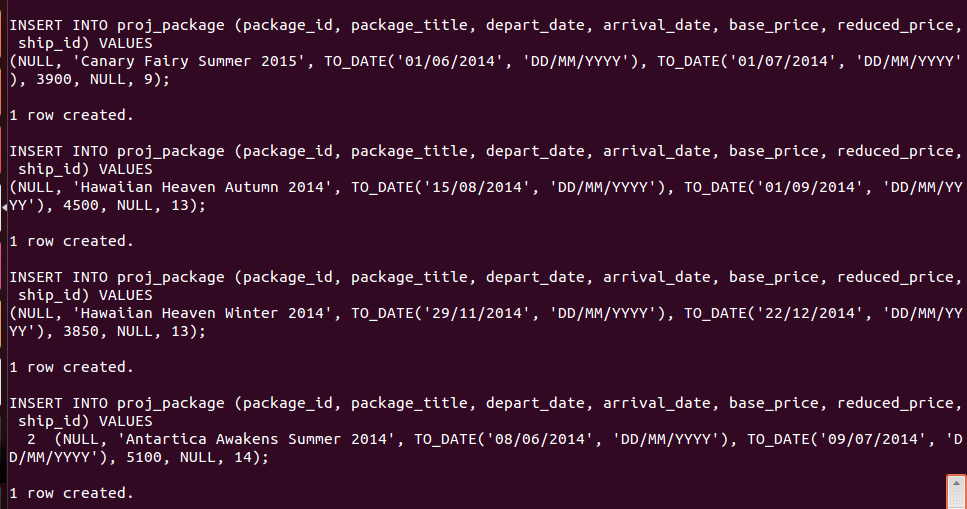 INSERT INTO proj_package (package_id, package_title, depart_date, arrival_date, base_price, reduced_price,
 ship_id) VALUES
(NULL, 'Canary Fairy Summer 2015', TO_DATE('01/06/2014', 'DD/MM/YYYY'), TO_DATE('01/07/2014', 'DD/MM/YYYY'
), 3900, NULL, 9);

1 row created.

INSERT INTO proj_package (package_id, package_title, depart_date, arrival_date, base_price, reduced_price,
 ship_id) VALUES
(NULL, 'Hawaiian Heaven Autumn 2014', TO_DATE('15/08/2014', 'DD/MM/YYYY'), TO_DATE('01/09/2014', 'DD/MM/YY
YY'), 4500, NULL, 13);

1 row created.

INSERT INTO proj_package (package_id, package_title, depart_date, arrival_date, base_price, reduced_price,
 ship_id) VALUES
(NULL, 'Hawaiian Heaven Winter 2014', TO_DATE('29/11/2014', 'DD/MM/YYYY'), TO_DATE('22/12/2014', 'DD/MM/YY
YY'), 3850, NULL, 13);

1 row created.

INSERT INTO proj_package (package_id, package_title, depart_date, arrival_date, base_price, reduced_price,
 ship_id) VALUES
  2  (NULL, 'Antartica Awakens Summer 2014', TO_DATE('08/06/2014', 'DD/MM/YYYY'), TO_DATE('09/07/2014', 'D
D/MM/YYYY'), 5100, NULL, 14);

1 row created.